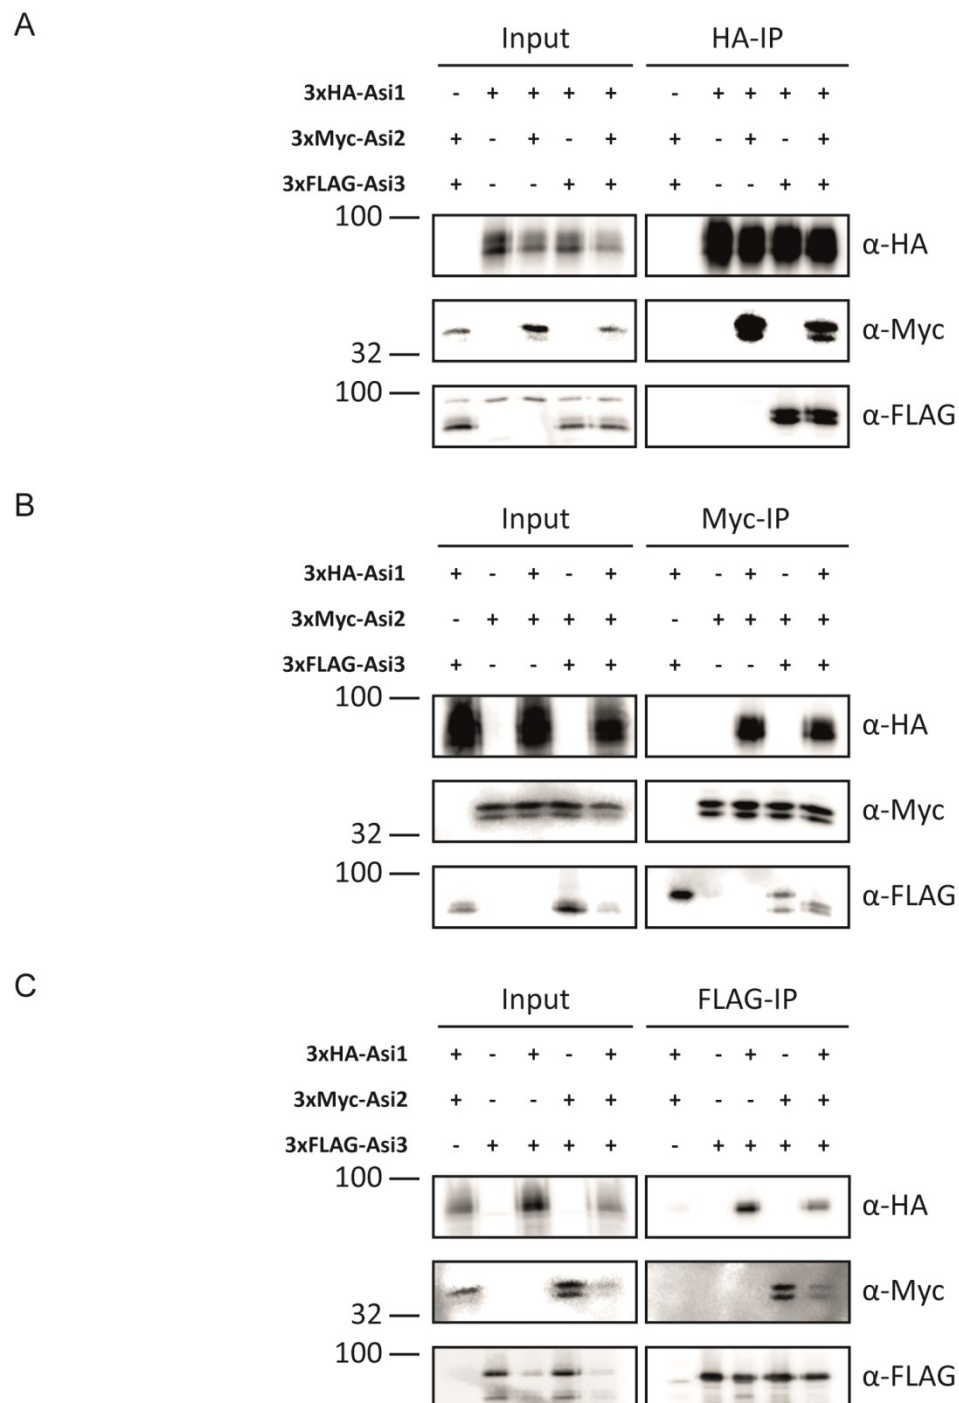 A
Input HA-IP
3xHA-Asi1 - + + + + - + + + +
3xMyc-Asi2 + - + - + + - + - +
3xFLAG-Asi3 + - - + + + - - + +
100 α-HA
α-Myc
32
100
α-FLAG
B
Input Myc-IP
3xHA-Asi1 + - + - + + - + - +
3xMyc-Asi2 - + + + + - + + + +
3xFLAG-Asi3 + - - + + + - - + +
100
α-HA
α-Myc
32
100
α-FLAG
C
Input FLAG-IP
3xHA-Asi1 + - + - + + - + - +
3xMyc-Asi2 + - - + + + - - + +
3xFLAG-Asi3 - + + + + - + + + +
100
α-HA
α-Myc
32
100
α-FLAG